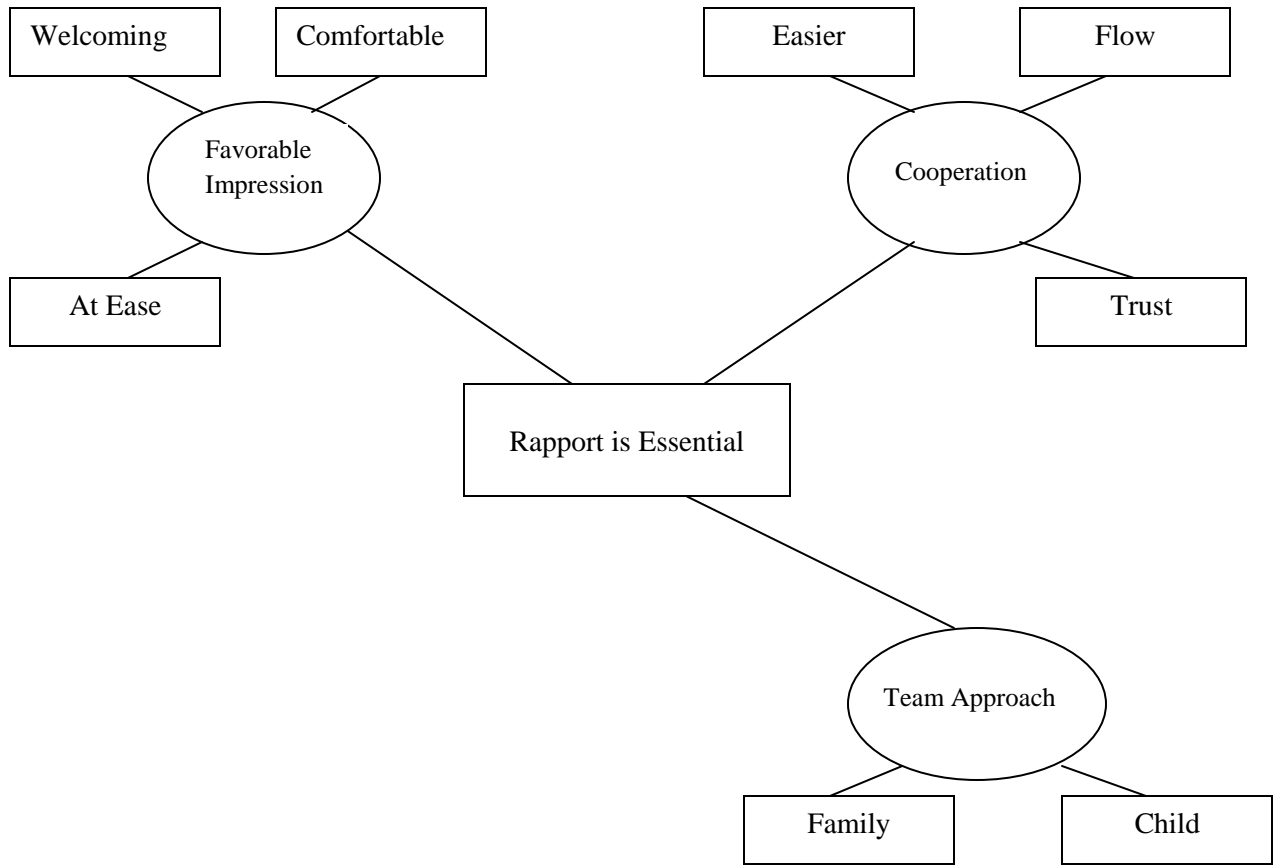 Welcoming
Comfortable
Easier
Flow
Favorable
Impression
Cooperation
At Ease
Trust
Rapport is Essential
Team Approach
Family
Child